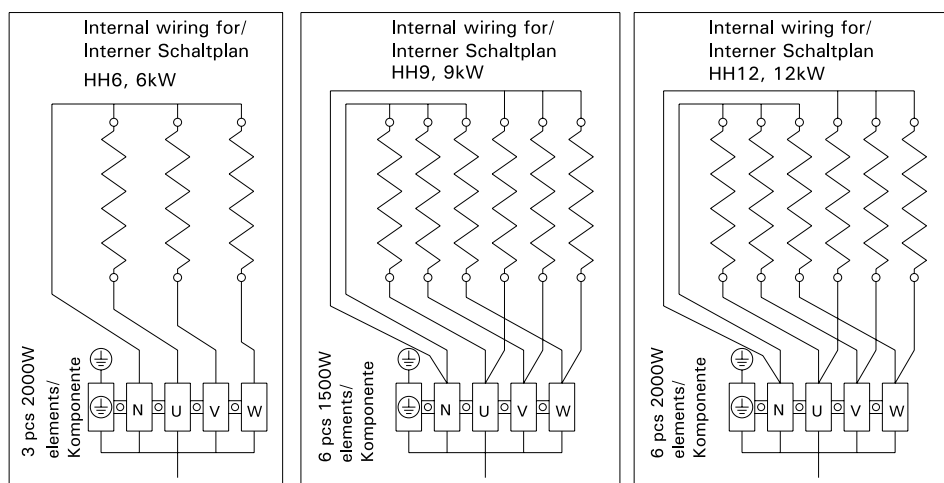 Internal wiring for/
Interner Schaltplan
HH6, 6kW
3 pcs 2000W
elements/
Komponente
N U V W
Internal wiring for/
Interner Schaltplan
HH9, 9kW
6 pcs 1500W
elements/
Komponente
N U V W
Internal wiring for/
Interner Schaltplan
HH12, 12kW
6 pcs 2000W
elements/
Komponente
N U V W